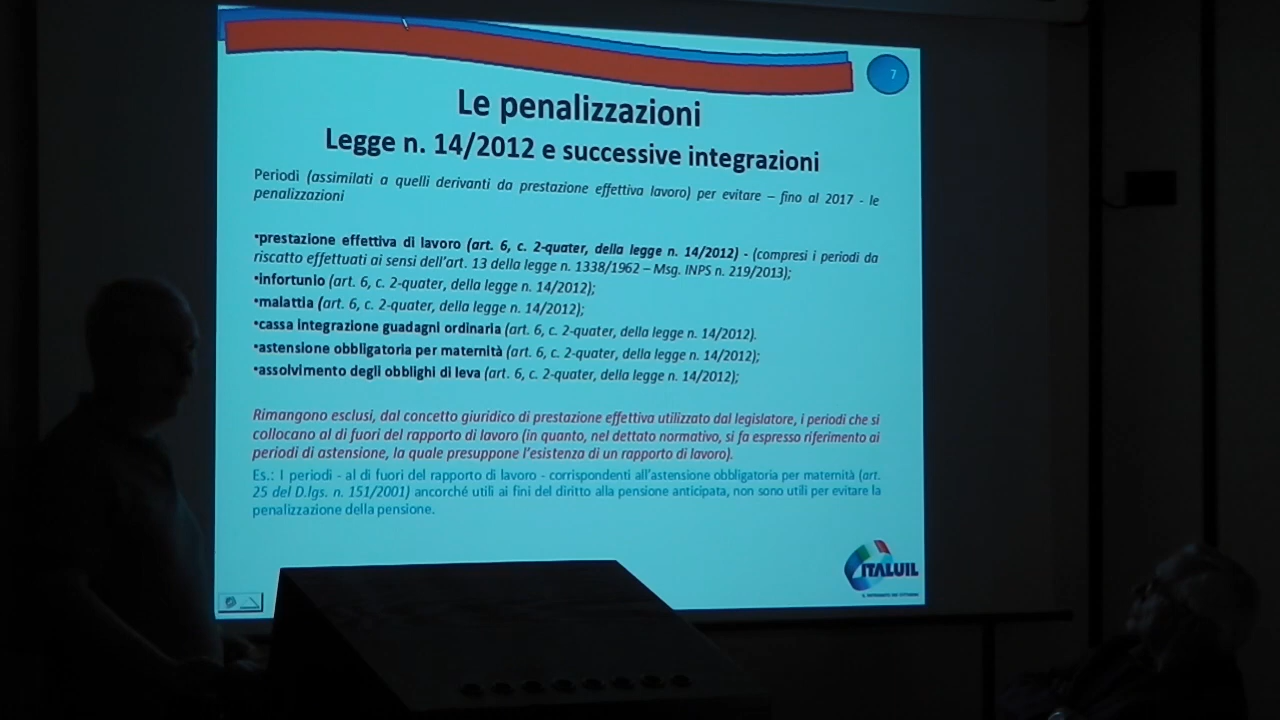 7
Le penalizzazioni
Legge n. 14/2012 e successive integrazioni
Periodi (assimilati a quelli derivanti da prestazione effettiva lavoro) per evitare – fino al 2017 - le
penalizzazioni
•prestazione effettiva di lavoro (art. 6, c. 2-quater, della legge n. 14/2012) - (compresi i periodi da
riscatto effettuati ai sensi dell'art. 13 della legge n. 1338/1962 – Msg. INPS n. 219/2013);
•infortunio (art. 6, c. 2-quater, della legge n. 14/2012);
•malattia (art. 6, c. 2-quater, della legge n. 14/2012);
•cassa integrazione guadagni ordinaria (art. 6, c. 2-quater, della legge n. 14/2012).
•astensione obbligatoria per maternità (art. 6, c. 2-quater, della legge n. 14/2012);
•assolvimento degli obblighi di leva (art. 6, c. 2-quater, della legge n. 14/2012);
Rimangono esclusi, dal concetto giuridico di prestazione effettiva utilizzato dal legislatore, i periodi che si
collocano al di fuori del rapporto di lavoro (in quanto, nel dettato normativo, si fa espresso riferimento ai
periodi di astensione, la quale presuppone l'esistenza di un rapporto di lavoro).
Es.: I periodi - al di fuori del rapporto di lavoro - corrispondenti all'astensione obbligatoria per maternità (art.
25 del D.lgs. n. 151/2001) ancorché utili ai fini del diritto alla pensione anticipata, non sono utili per evitare la
penalizzazione della pensione.
ITALUIL